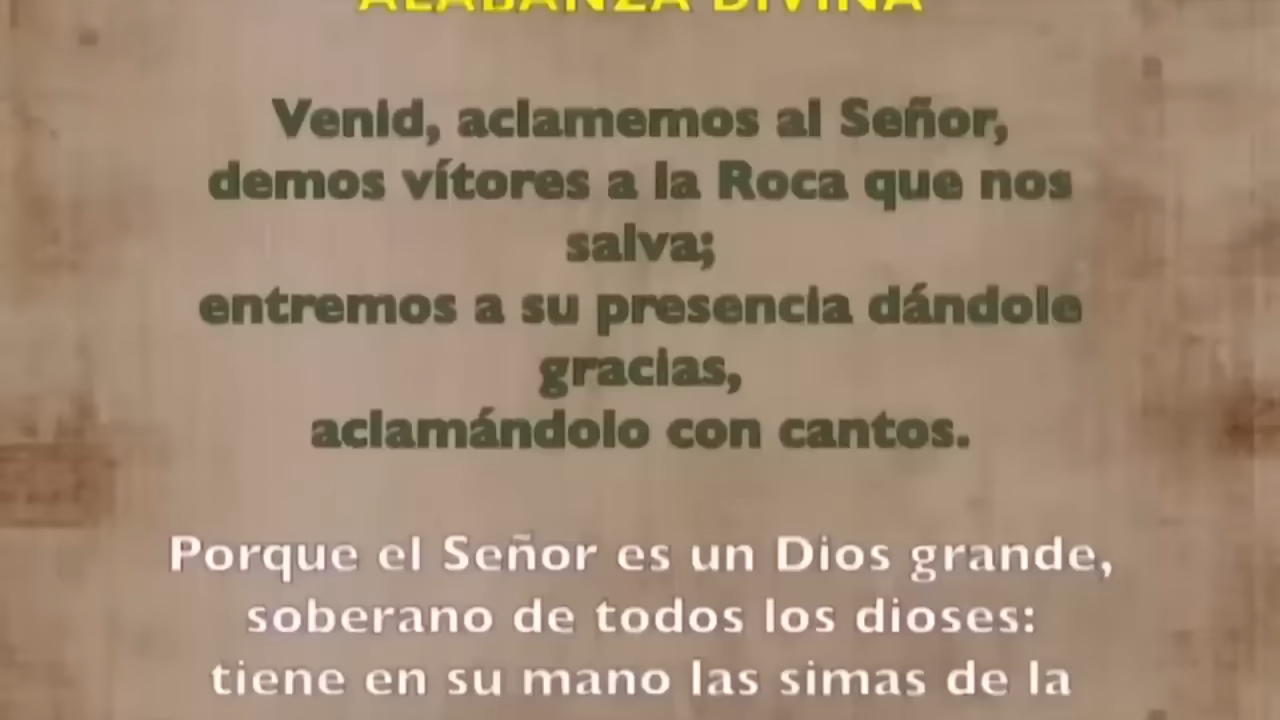 ALABANZA DIVINA
Venid, aclamemos al Señor,
demos vítores a la Roca que nos
salva;
entremos a su presencia dándole
gracias,
aclamándolo con cantos.
Porque el Señor es un Dios grande,
soberano de todos los dioses:
tiene en su mano las simas de la